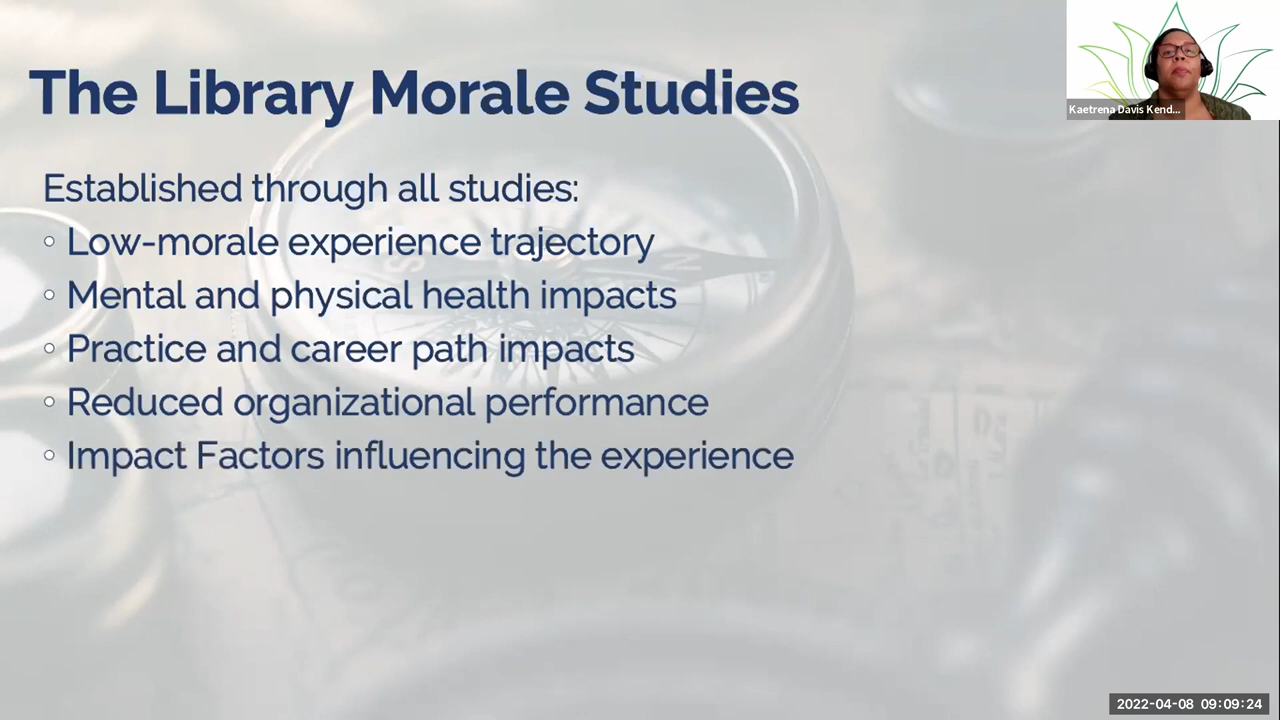 The Library Morale Studies
Kaetrena Davis Kend...
Established through all studies:
◦ Low-morale experience trajectory
◦ Mental and physical health impacts
◦ Practice and career path impacts
◦ Reduced organizational performance
◦ Impact Factors influencing the experience
2022-04-08 09:09:24